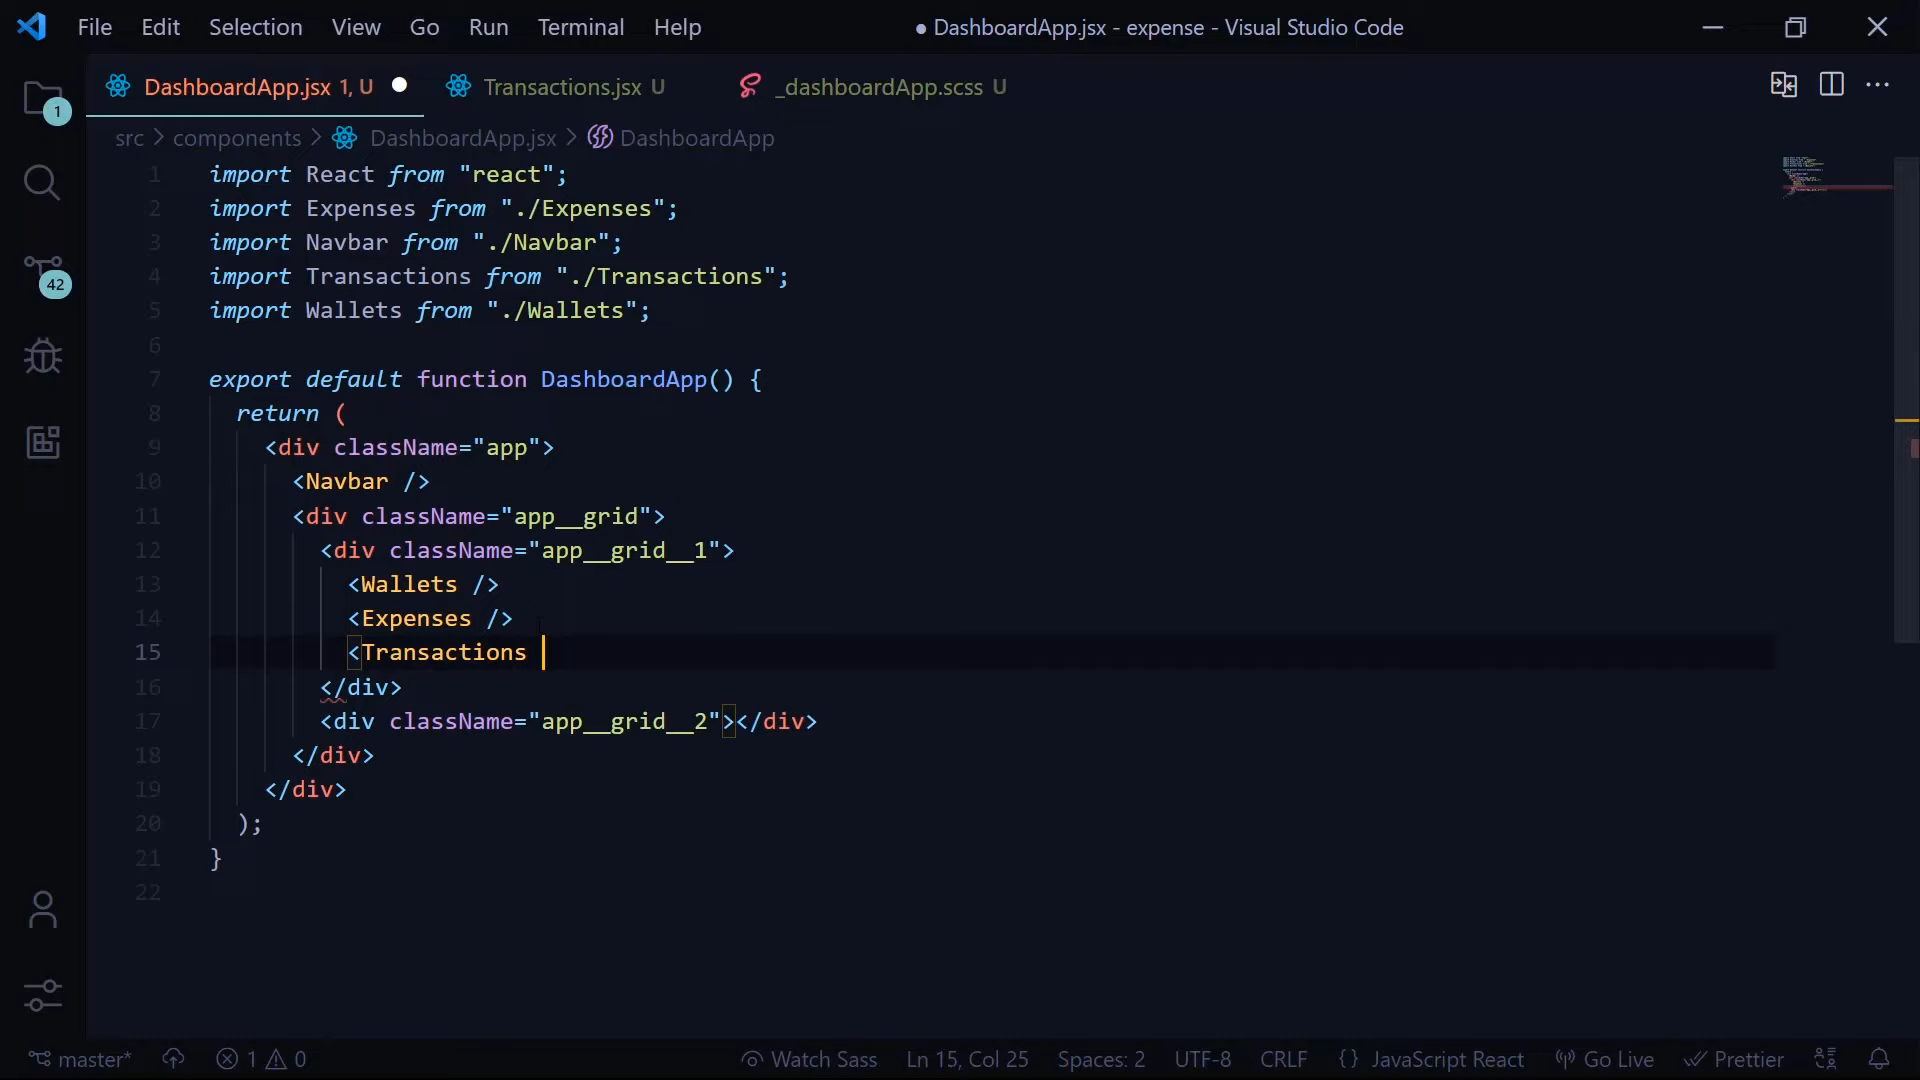 File Edit Selection View Go Run Terminal Help ● DashboardApp.jsx - expense - Visual Studio Code
DashboardApp.jsx 1, U ● Transactions.jsx U _dashboardApp.scss U
src > components > DashboardApp.jsx > DashboardApp
1
42
1 import React from "react";
2 import Expenses from "./Expenses";
3 import Navbar from "./Navbar";
4 import Transactions from "./Transactions";
5 import Wallets from "./Wallets";
6
7 export default function DashboardApp() {
8 return (
9 <div className="app">
10 <Navbar />
11 <div className="app__grid">
12 <div className="app__grid__1">
13 <Wallets />
14 <Expenses />
15 <Transactions
16 </div>
17 <div className="app__grid__2"></div>
18 </div>
19 </div>
20 );
21 }
22
master* 1 0 Watch Sass Ln 15, Col 25 Spaces: 2 UTF-8 CRLF {} JavaScript React Go Live Prettier